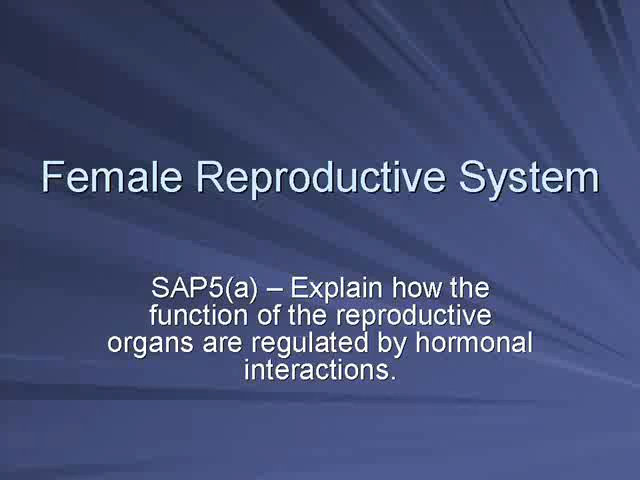 Female Reproductive System
SAP5(a) – Explain how the
function of the reproductive
organs are regulated by hormonal
interactions.